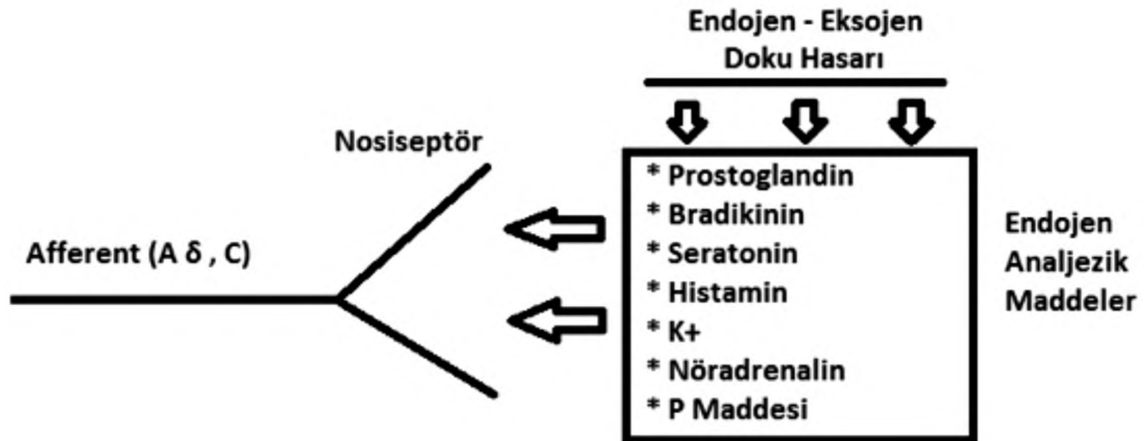 Endojen - Eksojen
Doku Hasarı
Nosiseptör
Afferent (A δ , C)
* Prostoglandin
* Bradikinin
* Seratonin
* Histamin
* K+
* Nöradrenalin
* P Maddesi
Endojen
Analjezik
Maddeler